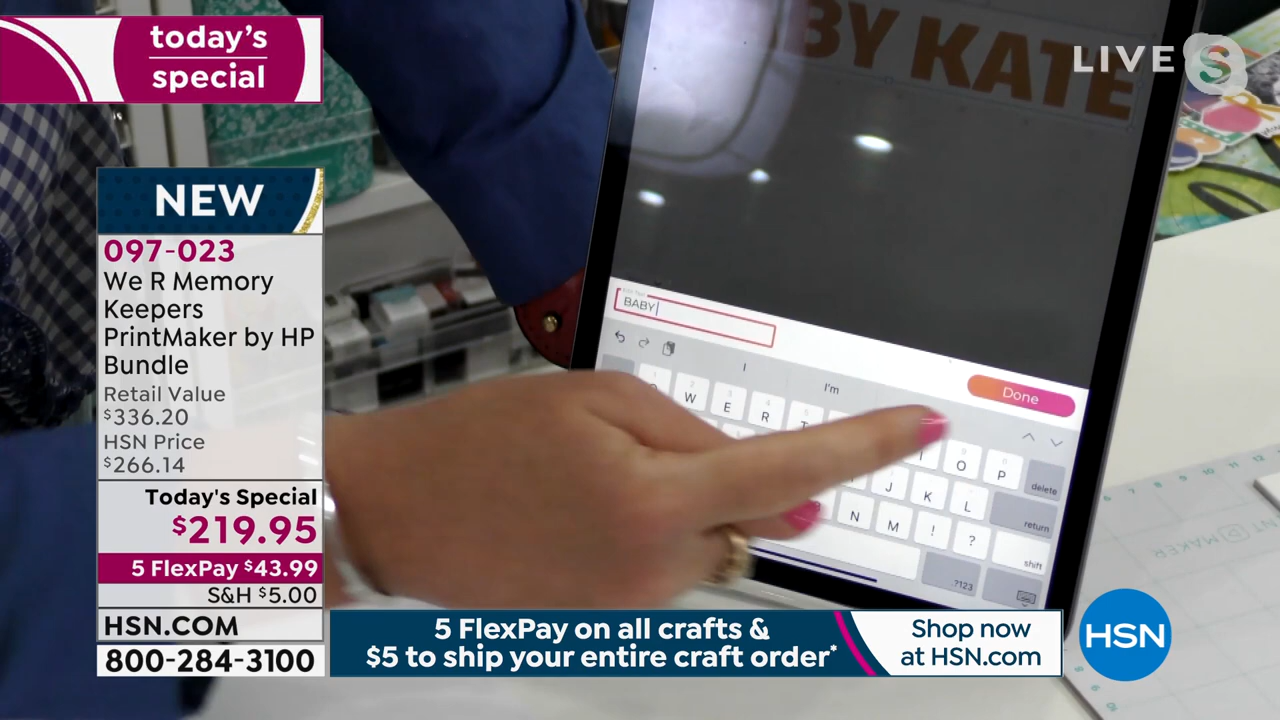 today's
special
NEW
097-023
We R Memory
Keepers
PrintMaker by HP
Bundle
Retail Value
$336.20
HSN Price
$266.14
Today's Special
$219.95
5 FlexPay $43.99
S&H $5.00
HSN.COM
800-284-3100
5 FlexPay on all crafts &
$5 to ship your entire craft order*
Shop now
at HSN.com
HSN
LIVE S
BY KATE
BABY
I
I'm
Done
W E R T I O P
delete
J K L
return
N M ! ?
shift
?123
MAKER